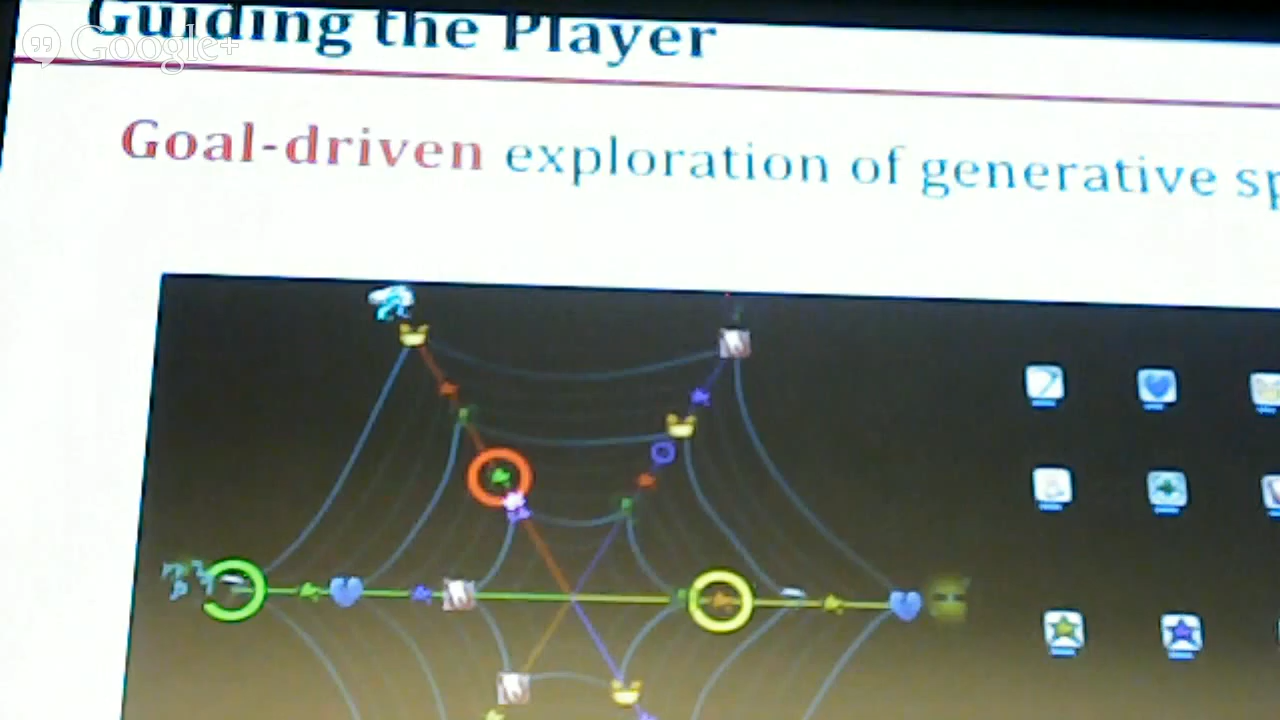 Guiding the Player
Google+
Goal-driven exploration of generative